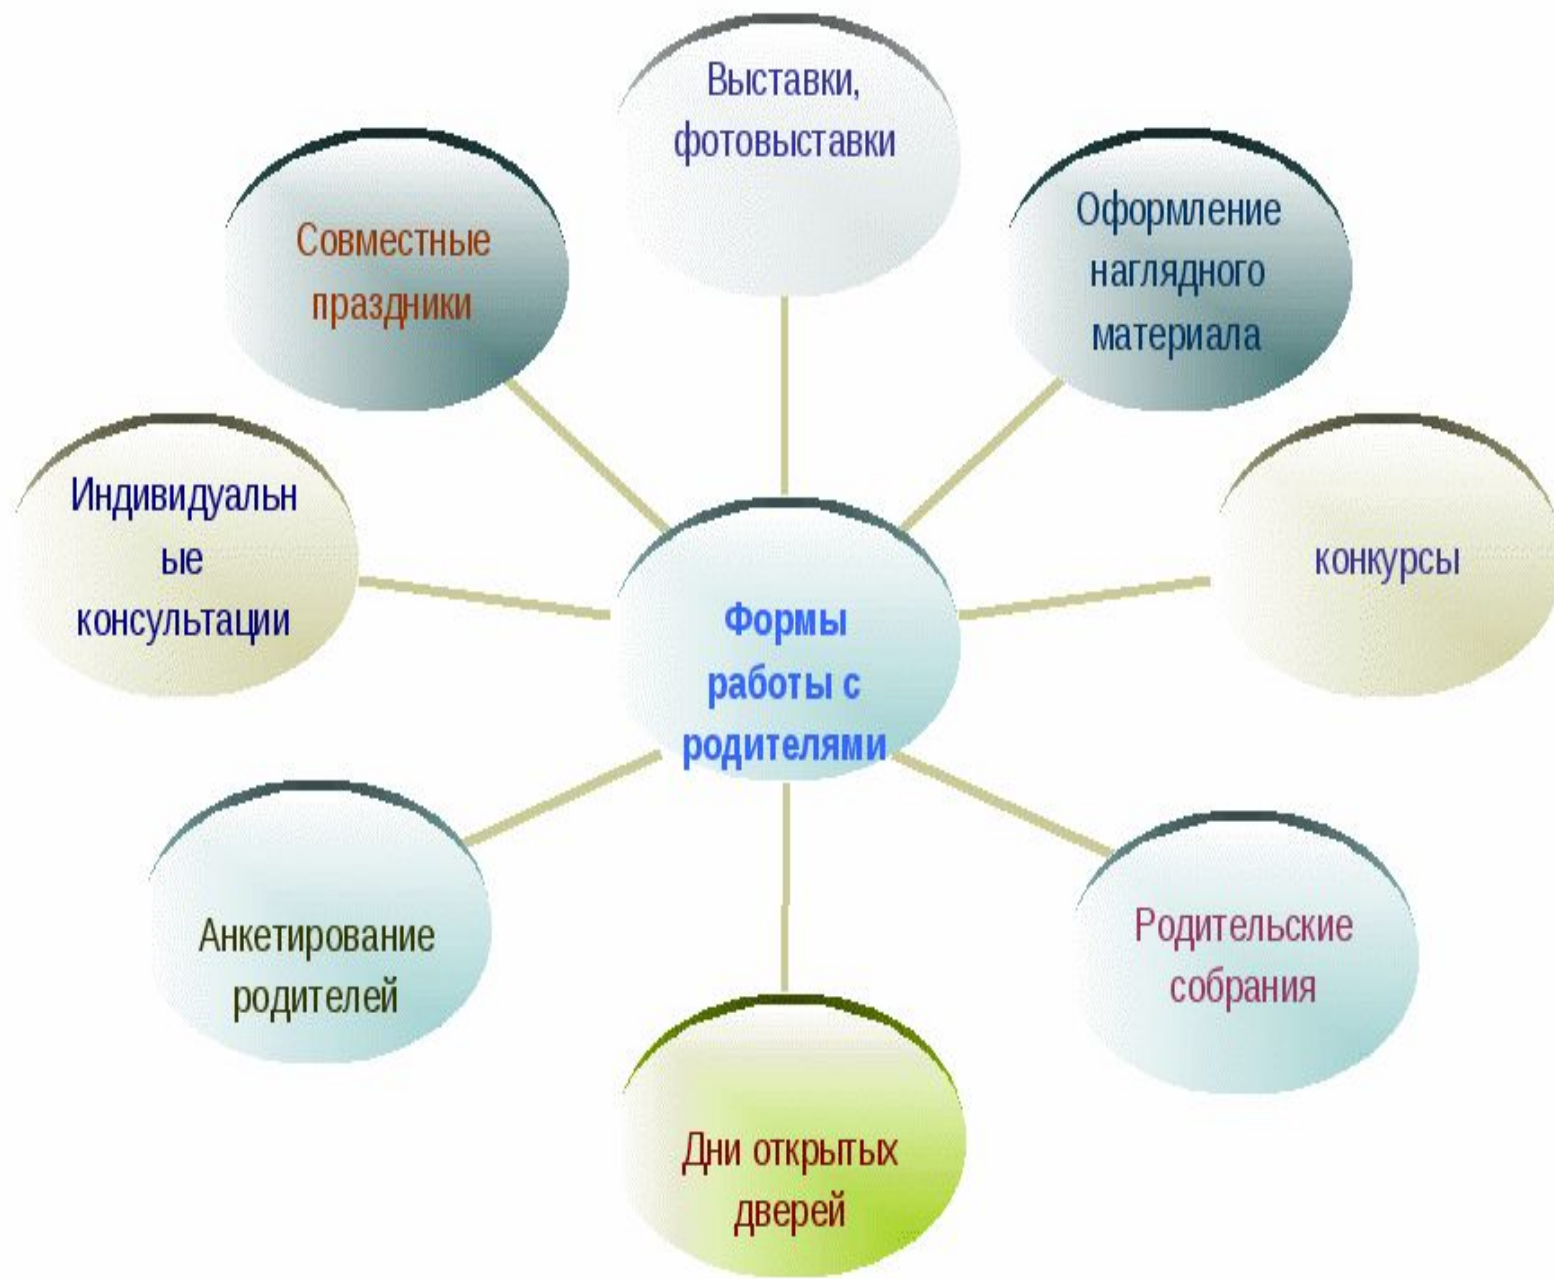 Выставки,
фотовыставки
Совместные
праздники
Оформление
наглядного
материала
Индивидуальн
ые
консультации
конкурсы
Формы
работы с
родителями
Анкетирование
родителей
Родительские
собрания
Дни открытых
дверей